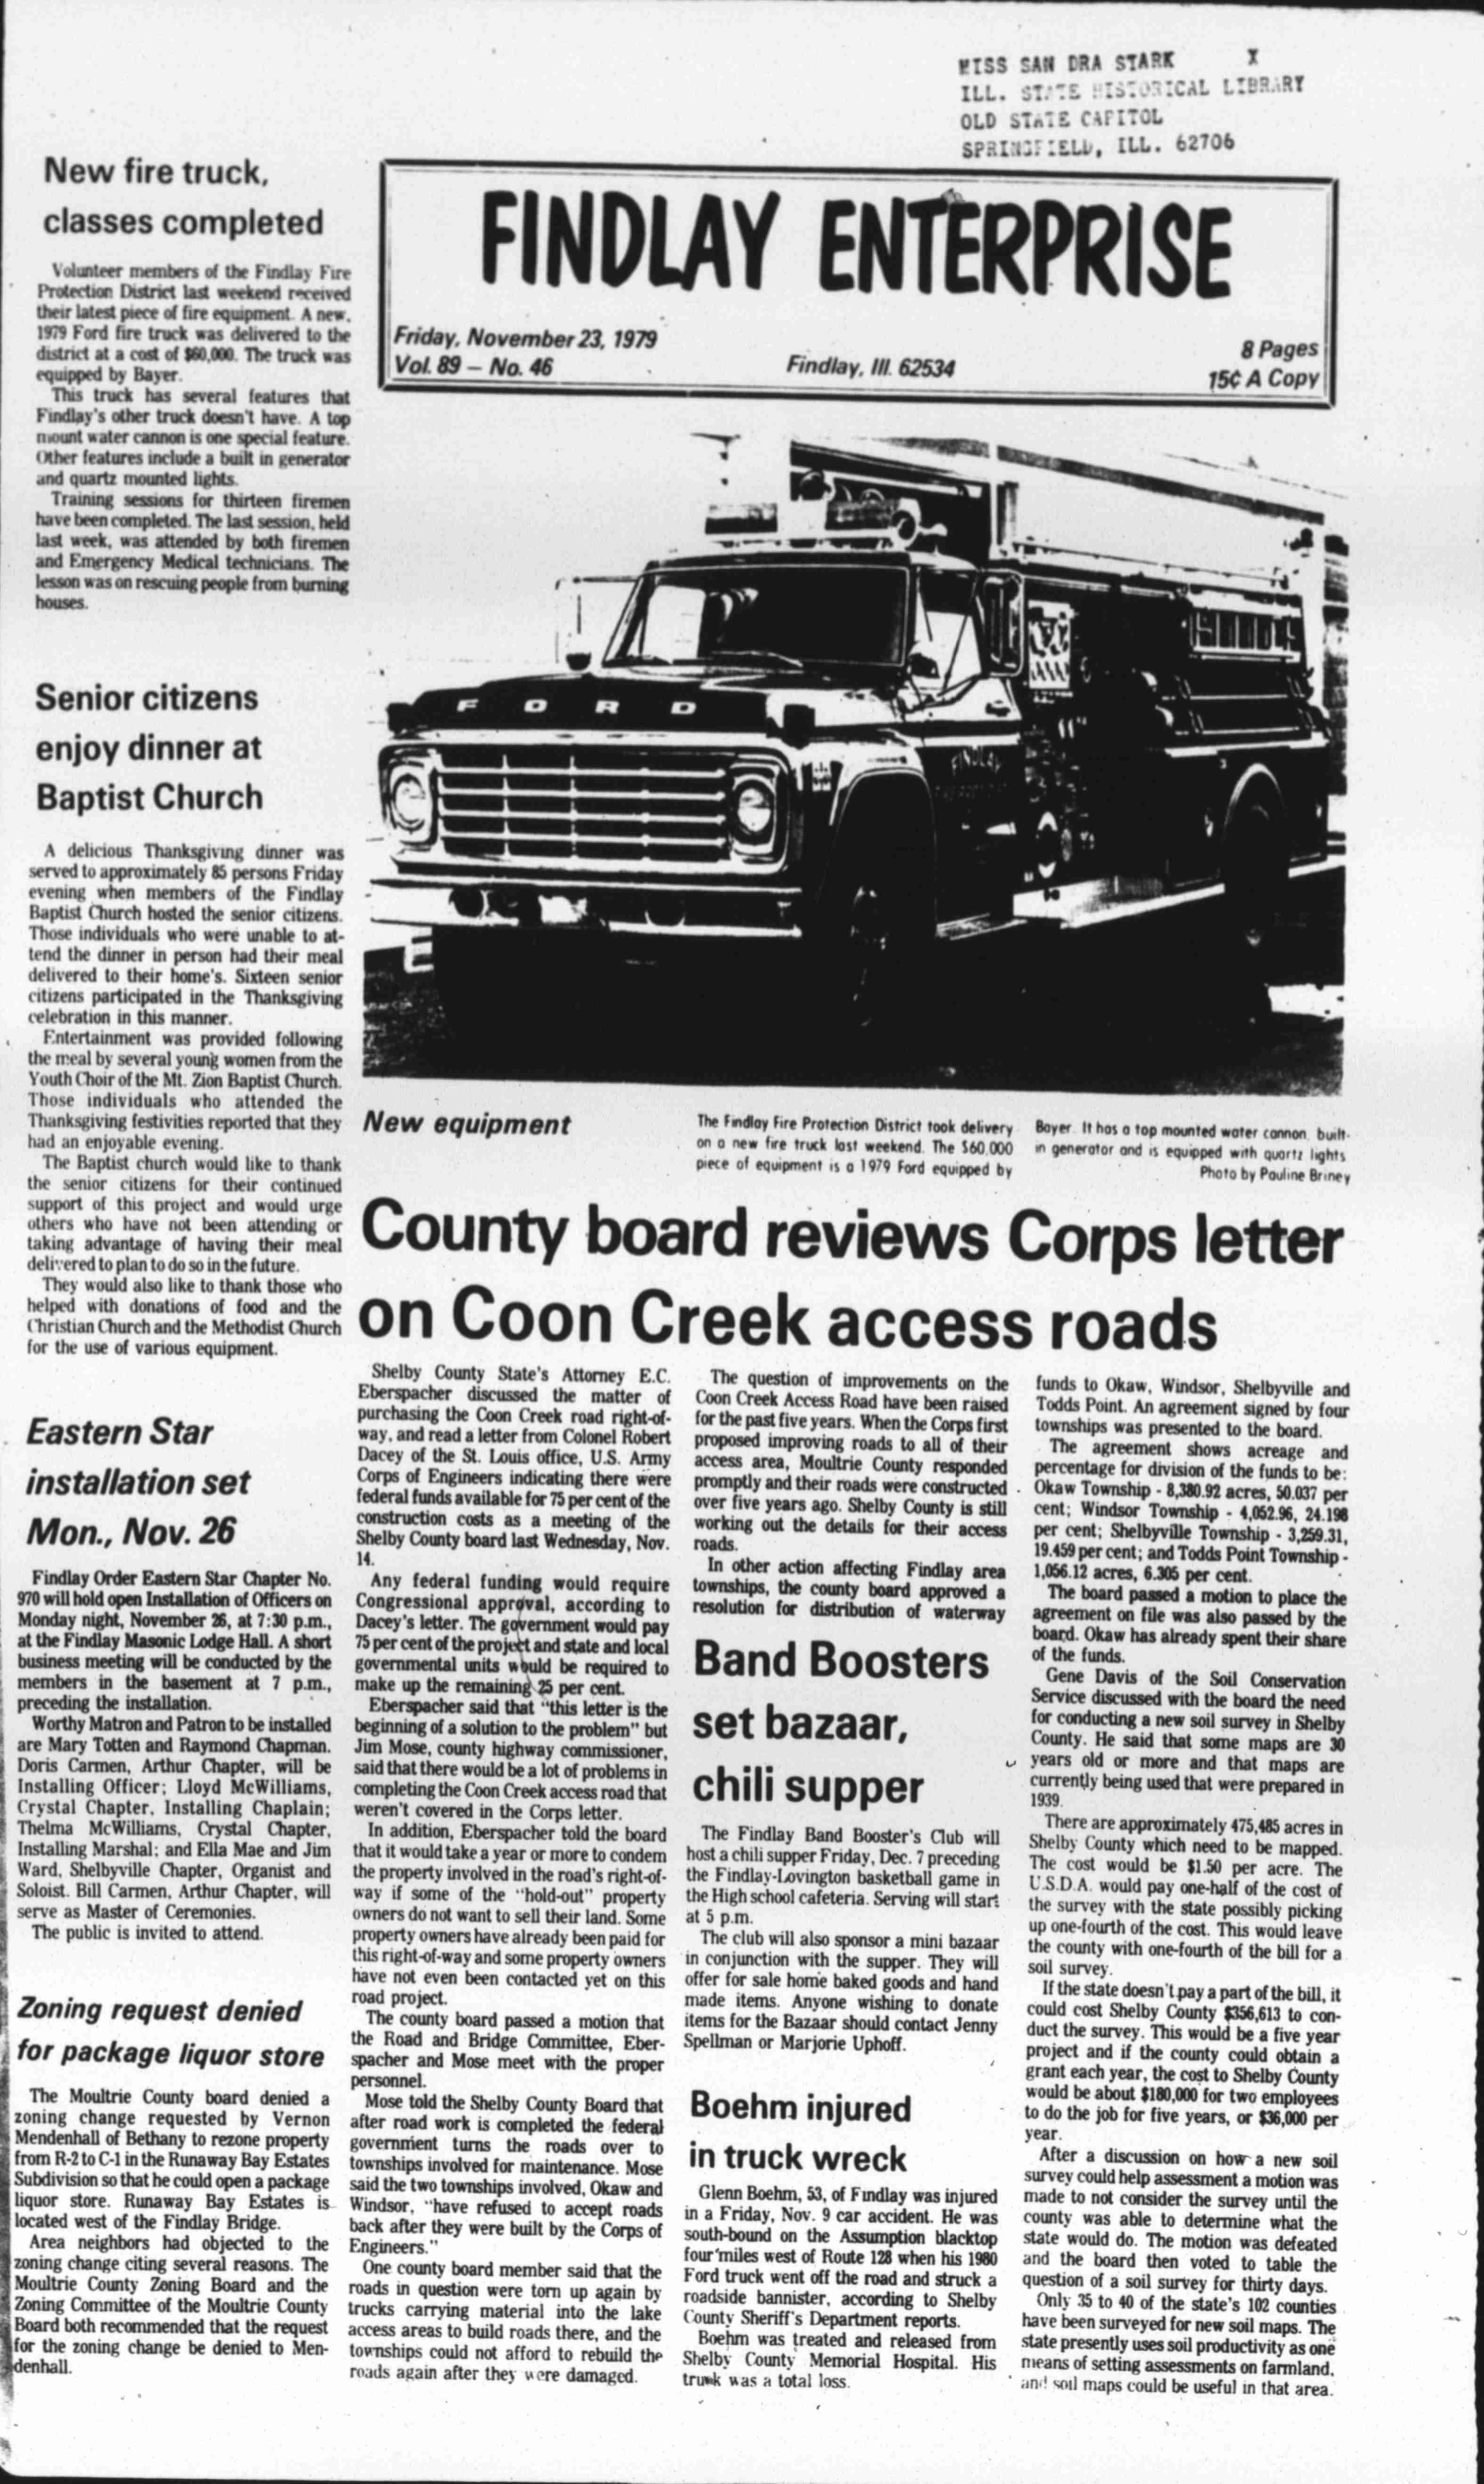 MISS SAN DRA STARK X
ILL. STATE HISTORICAL LIBRARY
OLD STATE CAPITOL
SPRINGFIELD, ILL. 62706
FINDLAY ENTERPRISE
Friday, November 23, 1979
Vol. 89 — No. 46
Findlay, Ill. 62534
8 Pages
15¢ A Copy
New fire truck,
classes completed
Volunteer members of the Findlay Fire
Protection District last weekend received
their latest piece of fire equipment. A new,
1979 Ford fire truck was delivered to the
district at a cost of $60,000. The truck was
equipped by Bayer.
This truck has several features that
Findlay's other truck doesn't have. A top
mount water cannon is one special feature.
Other features include a built in generator
and quartz mounted lights.
Training sessions for thirteen firemen
have been completed. The last session, held
last week, was attended by both firemen
and Emergency Medical technicians. The
lesson was on rescuing people from burning
houses.
Senior citizens
enjoy dinner at
Baptist Church
A delicious Thanksgiving dinner was
served to approximately 85 persons Friday
evening when members of the Findlay
Baptist Church hosted the senior citizens.
Those individuals who were unable to at-
tend the dinner in person had their meal
delivered to their home's. Sixteen senior
citizens participated in the Thanksgiving
celebration in this manner.
Entertainment was provided following
the meal by several young women from the
Youth Choir of the Mt. Zion Baptist Church.
Those individuals who attended the
Thanksgiving festivities reported that they
had an enjoyable evening.
The Baptist church would like to thank
the senior citizens for their continued
support of this project and would urge
others who have not been attending or
taking advantage of having their meal
delivered to plan to do so in the future.
They would also like to thank those who
helped with donations of food and the
Christian Church and the Methodist Church
for the use of various equipment.
Eastern Star
installation set
Mon., Nov. 26
Findlay Order Eastern Star Chapter No.
970 will hold open Installation of Officers on
Monday night, November 26, at 7:30 p.m.,
at the Findlay Masonic Lodge Hall. A short
business meeting will be conducted by the
members in the basement at 7 p.m.,
preceding the installation.
Worthy Matron and Patron to be installed
are Mary Totten and Raymond Chapman.
Doris Carmen, Arthur Chapter, will be
Installing Officer; Lloyd McWilliams,
Crystal Chapter, Installing Chaplain;
Thelma McWilliams, Crystal Chapter,
Installing Marshal; and Ella Mae and Jim
Ward, Shelbyville Chapter, Organist and
Soloist. Bill Carmen, Arthur Chapter, will
serve as Master of Ceremonies.
The public is invited to attend.
Zoning request denied
for package liquor store
The Moultrie County board denied a
zoning change requested by Vernon
Mendenhall of Bethany to rezone property
from R-2 to C-1 in the Runaway Bay Estates
Subdivision so that he could open a package
liquor store. Runaway Bay Estates is
located west of the Findlay Bridge.
Area neighbors had objected to the
zoning change citing several reasons. The
Moultrie County Zoning Board and the
Zoning Committee of the Moultrie County
Board both recommended that the request
for the zoning change be denied to Men-
denhall.
FORD
FINDLAY
New equipment
The Findlay Fire Protection District took delivery
on a new fire truck last weekend. The $60,000
piece of equipment is a 1979 Ford equipped by
Bayer. It has a top mounted water cannon, built-
in generator and is equipped with quartz lights
Photo by Pauline Briney
County board reviews Corps letter
on Coon Creek access roads
Shelby County State's Attorney E.C.
Eberspacher discussed the matter of
purchasing the Coon Creek road right-of-
way, and read a letter from Colonel Robert
Dacey of the St. Louis office, U.S. Army
Corps of Engineers indicating there were
federal funds available for 75 per cent of the
construction costs as a meeting of the
Shelby County board last Wednesday, Nov.
14.
Any federal funding would require
Congressional approval, according to
Dacey's letter. The government would pay
75 per cent of the project and state and local
governmental units would be required to
make up the remaining 25 per cent.
Eberspacher said that "this letter is the
beginning of a solution to the problem" but
Jim Mose, county highway commissioner,
said that there would be a lot of problems in
completing the Coon Creek access road that
weren't covered in the Corps letter.
In addition, Eberspacher told the board
that it would take a year or more to condem
the property involved in the road's right-of-
way if some of the "hold-out" property
owners do not want to sell their land. Some
property owners have already been paid for
this right-of-way and some property owners
have not even been contacted yet on this
road project.
The county board passed a motion that
the Road and Bridge Committee, Eber-
spacher and Mose meet with the proper
personnel.
Mose told the Shelby County Board that
after road work is completed the federal
government turns the roads over to
townships involved for maintenance. Mose
said the two townships involved, Okaw and
Windsor, "have refused to accept roads
back after they were built by the Corps of
Engineers."
One county board member said that the
roads in question were torn up again by
trucks carrying material into the lake
access areas to build roads there, and the
townships could not afford to rebuild the
roads again after they were damaged.
The question of improvements on the
Coon Creek Access Road have been raised
for the past five years. When the Corps first
proposed improving roads to all of their
access area, Moultrie County responded
promptly and their roads were constructed
over five years ago. Shelby County is still
working out the details for their access
roads.
In other action affecting Findlay area
townships, the county board approved a
resolution for distribution of waterway
funds to Okaw, Windsor, Shelbyville and
Todds Point. An agreement signed by four
townships was presented to the board.
The agreement shows acreage and
percentage for division of the funds to be:
Okaw Township - 8,380.92 acres, 50.037 per
cent; Windsor Township - 4,052.96, 24.198
per cent; Shelbyville Township - 3,259.31,
19.459 per cent; and Todds Point Township -
1,056.12 acres, 6.305 per cent.
The board passed a motion to place the
agreement on file was also passed by the
board. Okaw has already spent their share
of the funds.
Gene Davis of the Soil Conservation
Service discussed with the board the need
for conducting a new soil survey in Shelby
County. He said that some maps are 30
years old or more and that maps are
currently being used that were prepared in
1939.
There are approximately 475,485 acres in
Shelby County which need to be mapped.
The cost would be $1.50 per acre. The
U.S.D.A. would pay one-half of the cost of
the survey with the state possibly picking
up one-fourth of the cost. This would leave
the county with one-fourth of the bill for a
soil survey.
If the state doesn't pay a part of the bill, it
could cost Shelby County $356,613 to con-
duct the survey. This would be a five year
project and if the county could obtain a
grant each year, the cost to Shelby County
would be about $180,000 for two employees
to do the job for five years, or $36,000 per
year.
After a discussion on how a new soil
survey could help assessment a motion was
made to not consider the survey until the
county was able to determine what the
state would do. The motion was defeated
and the board then voted to table the
question of a soil survey for thirty days.
Only 35 to 40 of the state's 102 counties
have been surveyed for new soil maps. The
state presently uses soil productivity as one
means of setting assessments on farmland,
and soil maps could be useful in that area.
Band Boosters
set bazaar,
chili supper
The Findlay Band Booster's Club will
host a chili supper Friday, Dec. 7 preceding
the Findlay-Lovington basketball game in
the High school cafeteria. Serving will start
at 5 p.m.
The club will also sponsor a mini bazaar
in conjunction with the supper. They will
offer for sale home baked goods and hand
made items. Anyone wishing to donate
items for the Bazaar should contact Jenny
Spellman or Marjorie Uphoff.
Boehm injured
in truck wreck
Glenn Boehm, 53, of Findlay was injured
in a Friday, Nov. 9 car accident. He was
south-bound on the Assumption blacktop
four miles west of Route 128 when his 1980
Ford truck went off the road and struck a
roadside bannister, according to Shelby
County Sheriff's Department reports.
Boehm was treated and released from
Shelby County Memorial Hospital. His
truck was a total loss.